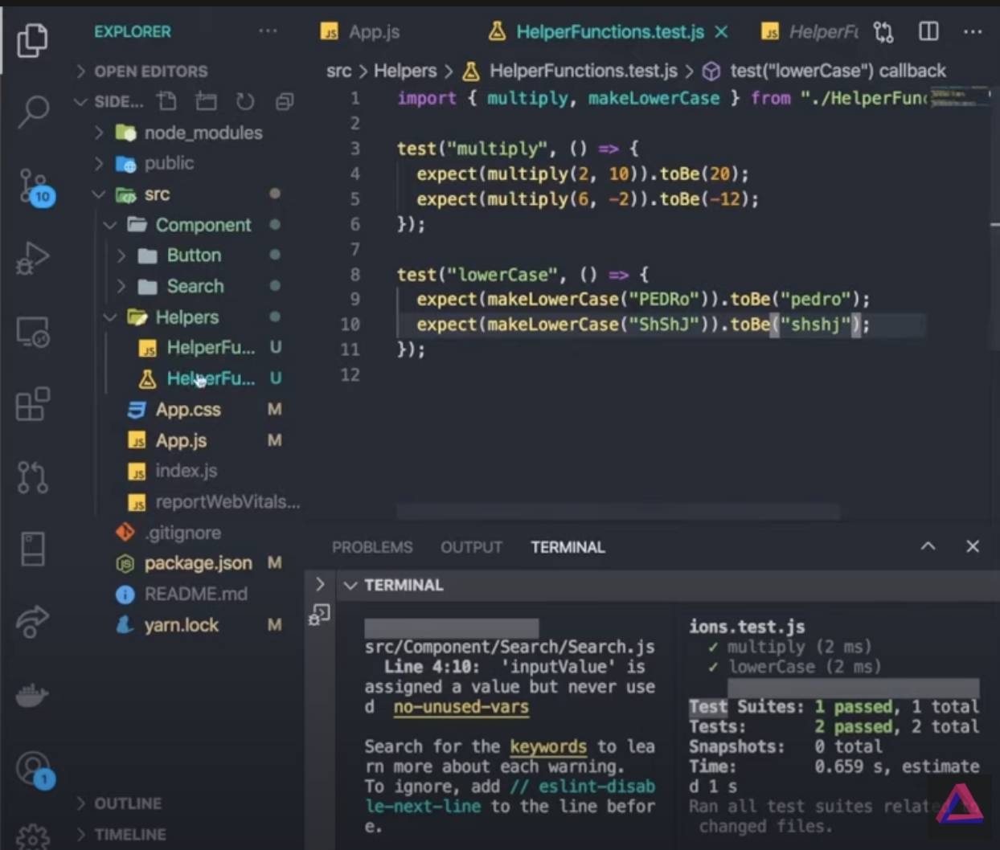 EXPLORER
OPEN EDITORS
SIDE...
node_modules
public
src
Component
Button
Search
Helpers
HelperFu... U
HelperFu... U
App.css M
App.js M
index.js
reportWebVitals...
.gitignore
package.json M
README.md
yarn.lock M
OUTLINE
TIMELINE
10
1
App.js
HelperFunctions.test.js
HelperFu
src > Helpers > HelperFunctions.test.js > test("lowerCase") callback
1 import { multiply, makeLowerCase } from "./HelperFunc
2
3 test("multiply", () => {
4 expect(multiply(2, 10)).toBe(20);
5 expect(multiply(6, -2)).toBe(-12);
6 });
7
8 test("lowerCase", () => {
9 expect(makeLowerCase("PEDRo")).toBe("pedro");
10 expect(makeLowerCase("ShShJ")).toBe("shshj");
11 });
12
PROBLEMS OUTPUT TERMINAL
TERMINAL
src/Component/Search/Search.js
Line 4:10: 'inputValue' is
assigned a value but never use
d no-unused-vars
Search for the keywords to lea
rn more about each warning.
To ignore, add // eslint-disab
le-next-line to the line befor
e.
ions.test.js
✓ multiply (2 ms)
✓ lowerCase (2 ms)
Test Suites: 1 passed, 1 total
Tests: 2 passed, 2 total
Snapshots: 0 total
Time: 0.659 s, estimate
d 1 s
Ran all test suites
changed files.